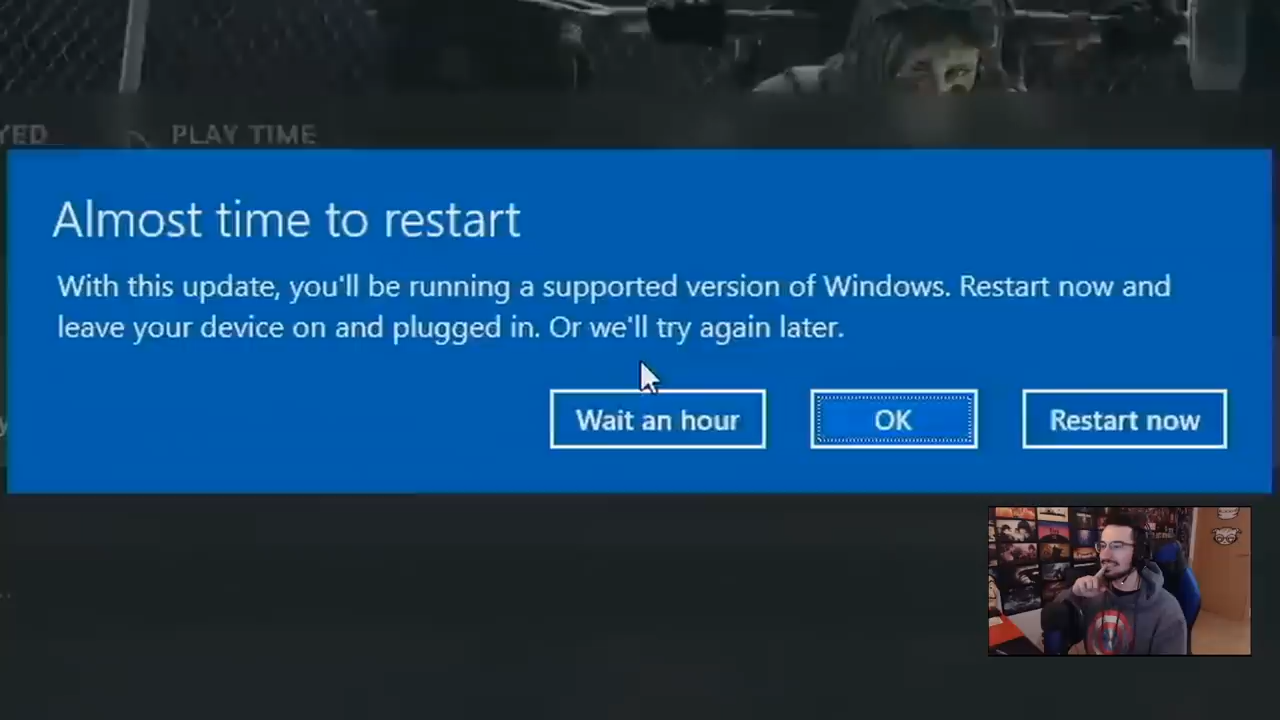 YED PLAY TIME
Almost time to restart
With this update, you'll be running a supported version of Windows. Restart now and
leave your device on and plugged in. Or we'll try again later.
Wait an hour OK Restart now